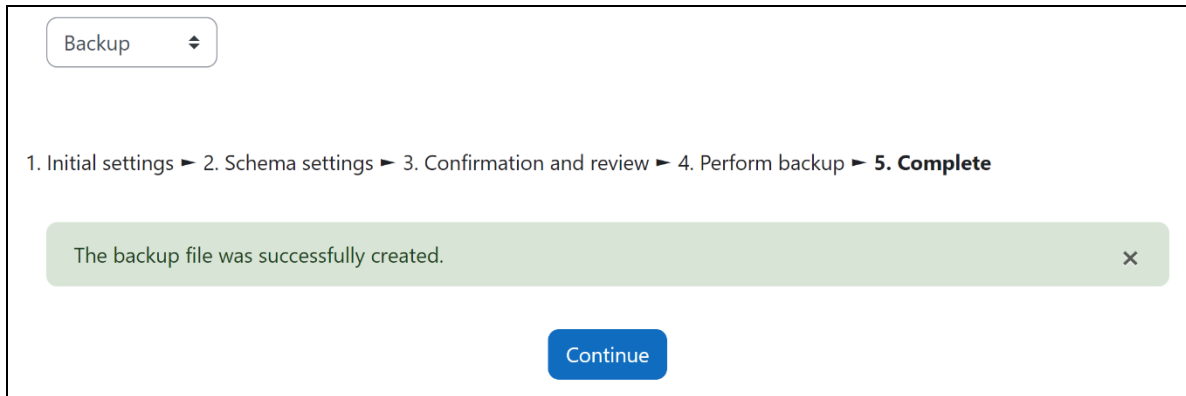 Backup
1. Initial settings ► 2. Schema settings ► 3. Confirmation and review ► 4. Perform backup ► 5. Complete
The backup file was successfully created.
Continue